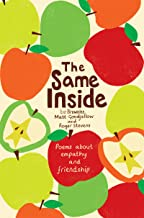 The
Same
Inside
Liz Brownlee,
Matt Goodfellow
and
Roger Stevens
Poems about
empathy
and
friendship